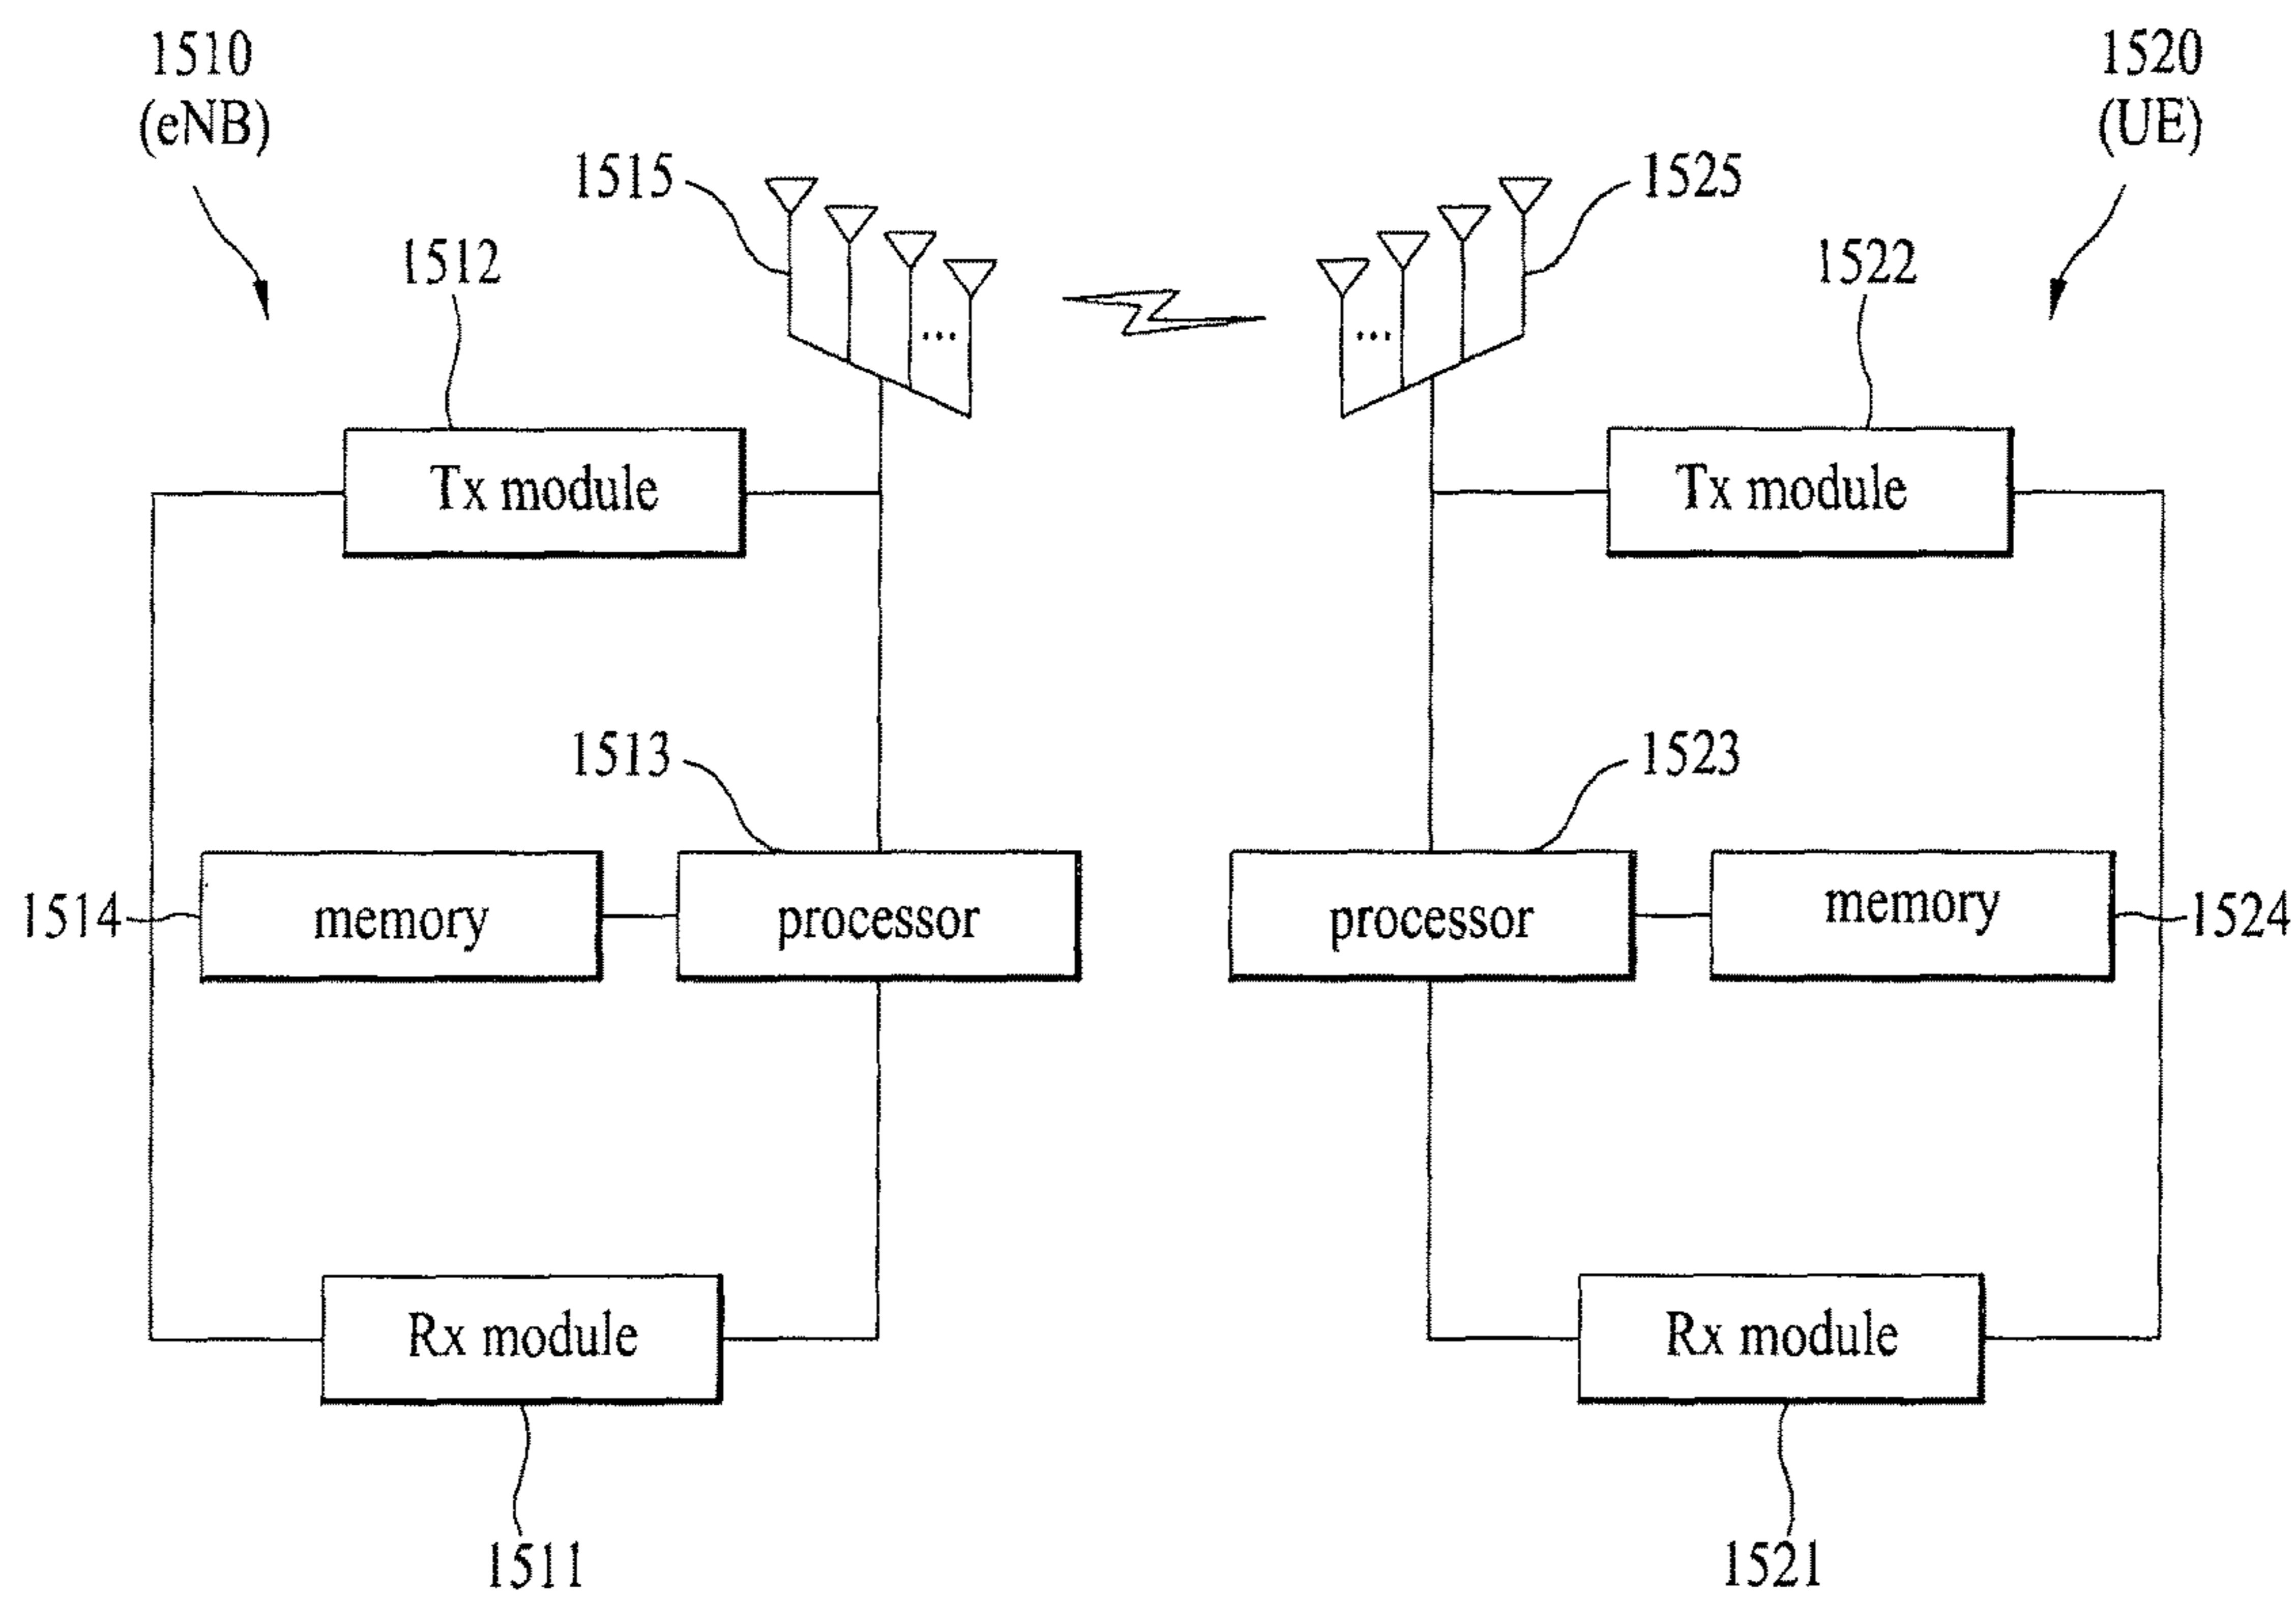 1510
(eNB)
1520
(UE)
1515
1525
1512
1522
Tx module
Tx module
1513
1523
1514
memory
processor
processor
memory
1524
Rx module
Rx module
1511
1521